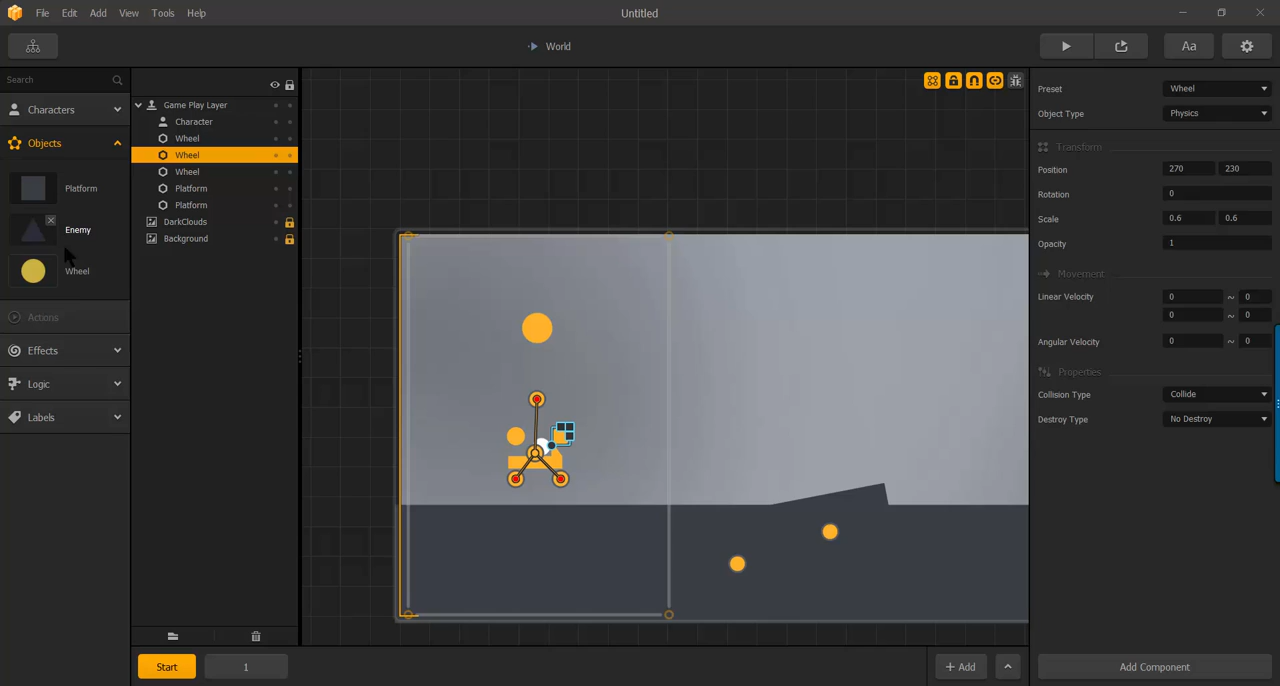 File Edit Add View Tools Help Untitled
World Aa
Search
Characters
Objects
Platform
Enemy
Wheel
Actions
Effects
Logic
Labels
Game Play Layer
Character
Wheel
Wheel
Wheel
Platform
Platform
DarkClouds
Background
Start 1 + Add
Preset Wheel
Object Type Physics
Transform
Position 270 230
Rotation 0
Scale 0.6 0.6
Opacity 1
Movement
Linear Velocity 0 ~ 0
0 ~ 0
Angular Velocity 0 ~ 0
Properties
Collision Type Collide
Destroy Type No Destroy
Add Component